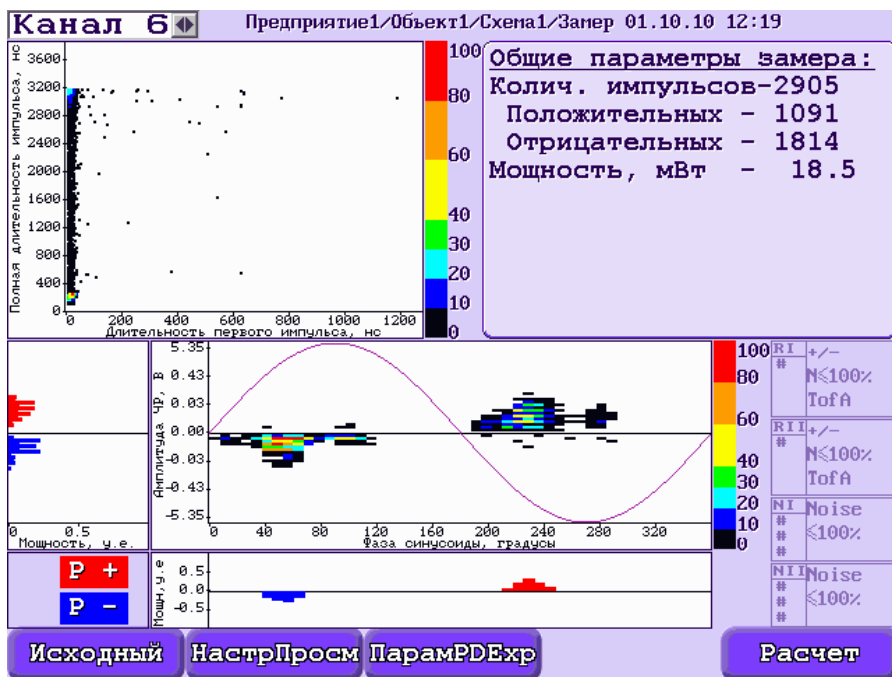 Канал 6
Предприятие1/Объект1/Схема1/Замер 01.10.10 12:19
Полная длительность импульса, нс
3600
3200
2800
2400
2000
1600
1200
800
400
0
0 200 400 600 800 1000 1200
Длительность первого импульса, нс
100
80
60
40
30
20
10
0
Общие параметры замера:
Колич. импульсов-2905
Положительных - 1091
Отрицательных - 1814
Мощность, мВт - 18.5
0 0.5
Мощность, у.е.
Амплитуда ЧР, В
5.35
0.43
0.03
0.00
-0.03
-0.43
-5.35
0 40 80 120 160 200 240 280 320
Фаза синусоиды, градусы
100
80
60
40
30
20
10
0
RI +/-
# N≤100%
TofA
RII +/-
# N≤100%
TofA
NI Noise
# ≤100%
#
#
NII Noise
# ≤100%
#
#
P +
P -
Мощн,у.е
0.5
0.0
-0.5
Исходный НастрПросм ПарамPDExp Расчет